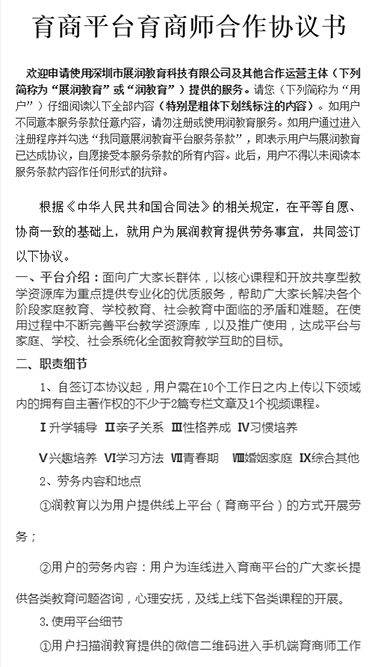 育商平台育商师合作协议书
欢迎申请使用深圳市展润教育科技有限公司及其他合作运营主体（下列
简称为“展润教育”或“润教育”）提供的服务。请您（下列简称为“用
户”）仔细阅读以下全部内容（特别是粗体下划线标注的内容）。如用户
不同意本服务条款任意内容，请勿注册或使用润教育服务。如用户通过进入
注册程序并勾选“我同意展润教育平台服务条款”，即表示用户与展润教育
已达成协议，自愿接受本服务条款的所有内容。此后，用户不得以未阅读本
服务条款内容作任何形式的抗辩。
根据《中华人民共和国合同法》的相关规定，在平等自愿、
协商一致的基础上，就用户为展润教育提供劳务事宜，共同签订
以下协议。
一、平台介绍：面向广大家长群体，以核心课程和开放共享型教
学资源库为重点提供专业化的优质服务，帮助广大家长解决各个
阶段家庭教育、学校教育、社会教育中面临的矛盾和难题。在使
用过程中不断完善平台教学资源库，以及推广使用，达成平台与
家庭、学校、社会系统化全面教育教学互助的目标。
二、职责细节
1、自签订本协议起，用户需在10个工作日之内上传以下领域
内的拥有自主著作权的不少于2篇专栏文章及1个视频课程。
Ⅰ升学辅导 Ⅱ亲子关系 Ⅲ性格养成 Ⅳ习惯培养
Ⅴ兴趣培养 Ⅵ学习方法 Ⅶ青春期 Ⅷ婚姻家庭 Ⅸ综合其他
2、劳务内容和地点
①润教育以为用户提供线上平台（育商平台）的方式开展劳
务；
②用户的劳务内容：用户为连线进入育商平台的广大家长提
供各类教育问题咨询，心理安抚，及线上线下各类课程的开展。
3.使用平台细节
①用户扫描润教育提供的微信二维码进入手机端育商师工作